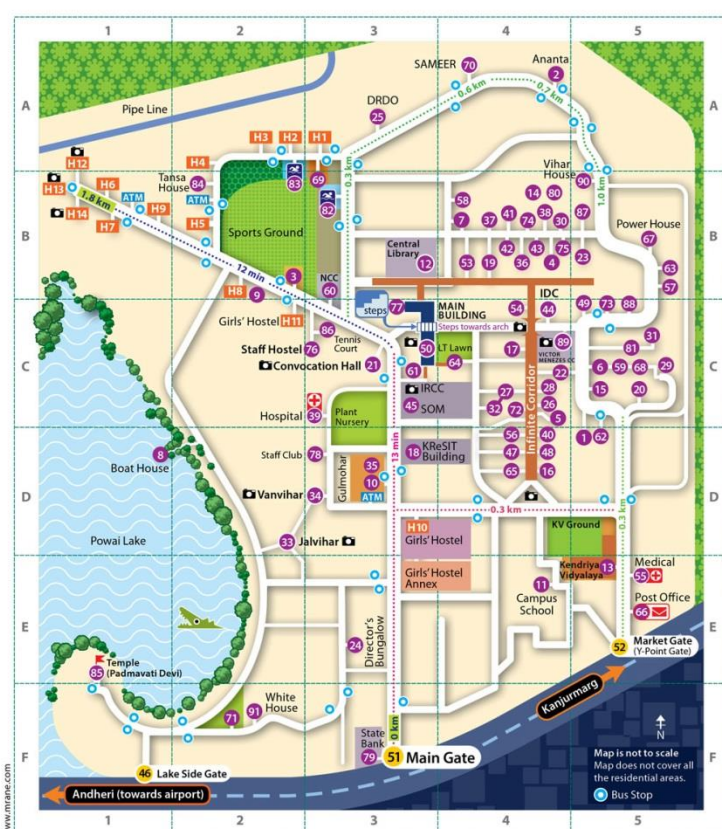 1 2 3 4 5
A
SAMEER 70
Ananta
2
Pipe Line
DRDO
25
0.6 km
0.7 km
H3 H2 H1
H12
H4
83
69
H13
H6
ATM
Tansa
House
84
82
0.3 km
1.0 km
Vihar
House
90
1.8 km
H14
H7
H9
ATM
H5
Sports Ground
58
14 80
7 37 41 74 38 30 87
Power House
67
B
Central
Library
12
53 19 42 36 43 4 75 23
63
57
12 min
3
NCC
60
H8
9
Girls' Hostel
H11
86
Tennis
Court
steps
77
MAIN
BUILDING
Steps towards arch
54
IDC
44
49 73 88
Staff Hostel
76
Convocation Hall
21
50
LT Lawn
64
61
17
89
VICTOR
MENEZES CC
22
31
81
6 59 68 29
C
Hospital
39
Plant
Nursery
IRCC
45
SOM
27
32 72
28
26
5
15
20
1 62
Infinite Corridor
13 min
Staff Club
78
18
KReSIT
Building
56
47
65
40
48
16
8
Boat House
Gulmohar
35
10
ATM
Vanvihar
34
D
0.3 km
0.3 km
Powai Lake
33
Jalvihar
H10
Girls' Hostel
KV Ground
Girls' Hostel
Annex
Kendriya
Vidyalaya
13
Medical
55
11
Campus
School
Post Office
66
E
24
Director's
Bungalow
52
Market Gate
(Y-Point Gate)
Temple
(Padmavati Devi)
85
White
House
71
91
Kanjurmarg
0 km
State
Bank
79
51
Main Gate
N
Map is not to scale
Map does not cover all
the residential areas.
Bus Stop
F
46
Lake Side Gate
Andheri (towards airport)
www.mrane.com
1 2 3 4 5
A
B
C
D
E
F